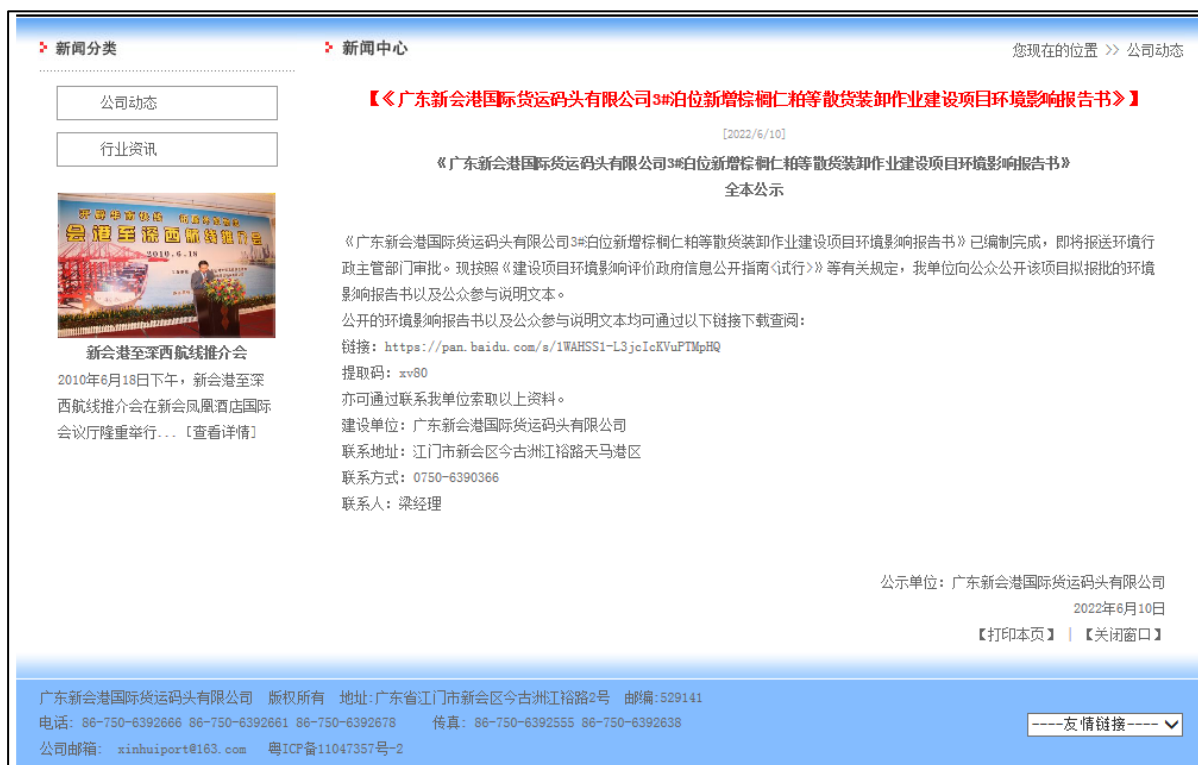 新闻分类
公司动态
行业资讯
会港至深西航线推介会
2010.6.18
新会港至深西航线推介会
2010年6月18日下午，新会港至深
西航线推介会在新会凤凰酒店国际
会议厅隆重举行... [查看详情]
新闻中心
您现在的位置 >> 公司动态
【《广东新会港国际货运码头有限公司3#泊位新增棕榈仁粕等散货装卸作业建设项目环境影响报告书》】
[2022/6/10]
《广东新会港国际货运码头有限公司3#泊位新增棕榈仁粕等散货装卸作业建设项目环境影响报告书》
全本公示
《广东新会港国际货运码头有限公司3#泊位新增棕榈仁粕等散货装卸作业建设项目环境影响报告书》已编制完成，即将报送环境行
政主管部门审批。现按照《建设项目环境影响评价政府信息公开指南<试行>》等有关规定，我单位向公众公开该项目拟报批的环境
影响报告书以及公众参与说明文本。
公开的环境影响报告书以及公众参与说明文本均可通过以下链接下载查阅：
链接：https://pan.baidu.com/s/1WAHSS1-L3jcIcKVuPTMpHQ
提取码：xv80
亦可通过联系我单位索取以上资料。
建设单位：广东新会港国际货运码头有限公司
联系地址：江门市新会区今古洲江裕路天马港区
联系方式：0750-6390366
联系人：梁经理
公示单位：广东新会港国际货运码头有限公司
2022年6月10日
【打印本页】 | 【关闭窗口】
广东新会港国际货运码头有限公司 版权所有 地址:广东省江门市新会区今古洲江裕路2号 邮编:529141
电话: 86-750-6392666 86-750-6392661 86-750-6392678 传真: 86-750-6392555 86-750-6392638
公司邮箱: xinhuiport@163.com 粤ICP备11047357号-2
----友情链接----